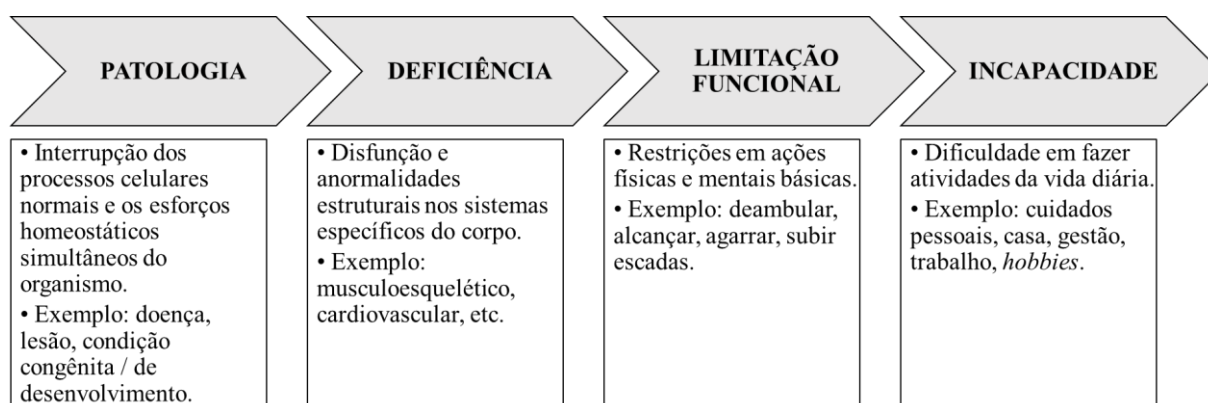 PATOLOGIA
• Interrupção dos
processos celulares
normais e os esforços
homeostáticos
simultâneos do
organismo.
• Exemplo: doença,
lesão, condição
congênita / de
desenvolvimento.
DEFICIÊNCIA
• Disfunção e
anormalidades
estruturais nos sistemas
específicos do corpo.
• Exemplo:
musculoesquelético,
cardiovascular, etc.
LIMITAÇÃO
FUNCIONAL
• Restrições em ações
físicas e mentais básicas.
• Exemplo: deambular,
alcançar, agarrar, subir
escadas.
INCAPACIDADE
• Dificuldade em fazer
atividades da vida diária.
• Exemplo: cuidados
pessoais, casa, gestão,
trabalho, hobbies.